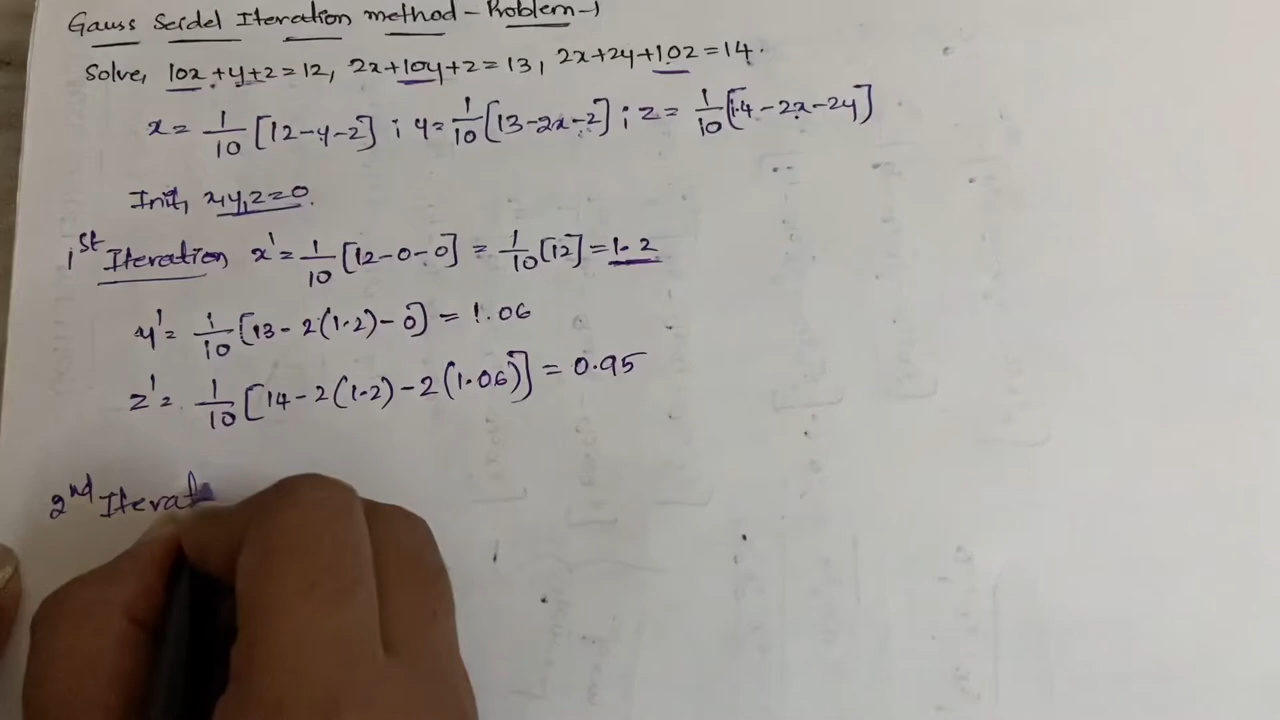 Gauss Seidel Iteration method - Problem-1
Solve, 10x+y+z=12, 2x+10y+z=13, 2x+2y+10z=14.
x = 1/10 [12-y-z] ; y = 1/10 [13-2x-z] ; z = 1/10 [14-2x-2y]
Init, x,y,z=0.
1st Iteration x¹ = 1/10 [12-0-0] = 1/10 [12] = 1.2
y¹ = 1/10 [13-2(1.2)-0] = 1.06
z¹ = 1/10 [14-2(1.2)-2(1.06)] = 0.95
2nd Iterat